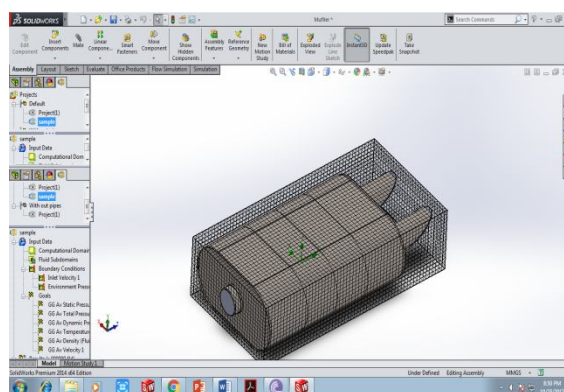 SOLIDWORKS
Muffler *
Search Commands
Edit Component
Insert Components
Mate
Linear Compone...
Smart Fasteners
Move Component
Show Hidden Components
Assembly Features
Reference Geometry
New Motion Study
Bill of Materials
Exploded View
Explode Line Sketch
Instant3D
Update Speedpak
Take Snapshot
Assembly Layout Sketch Evaluate Office Products Flow Simulation Simulation
Projects
Default
Project(1)
sample
sample
Input Data
Computational Dom
Project(1)
sample
With out pipes
Project(1)
sample
Input Data
Computational Domain
Fluid Subdomains
Boundary Conditions
Inlet Velocity 1
Environment Press
Goals
GG Av Static Press
GG Av Total Press
GG Av Dynamic Pr
GG Av Temperatur
GG Av Density (Flu
GG Av Velocity 1
Model Motion Study 1
SolidWorks Premium 2014 x64 Edition
Under Defined Editing Assembly MMGS
8:38 PM